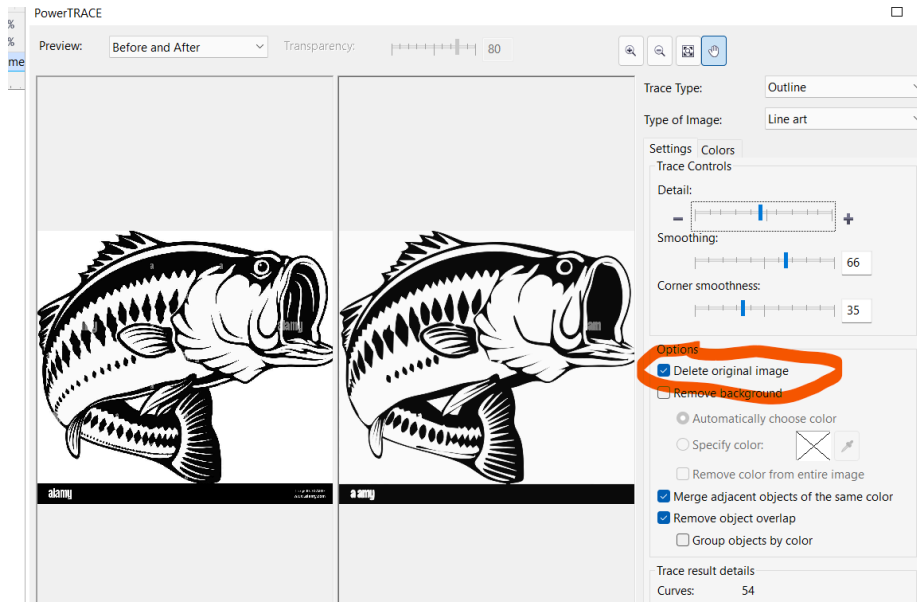 PowerTRACE
%
%
me
Preview:
Before and After
Transparency:
80
Trace Type:
Outline
Type of Image:
Line art
Settings
Colors
Trace Controls
Detail:
Smoothing:
66
Corner smoothness:
35
Options
Delete original image
Remove background
Automatically choose color
Specify color:
Remove color from entire image
Merge adjacent objects of the same color
Remove object overlap
Group objects by color
Trace result details
Curves: 54
a
alamy
alamy
a amy